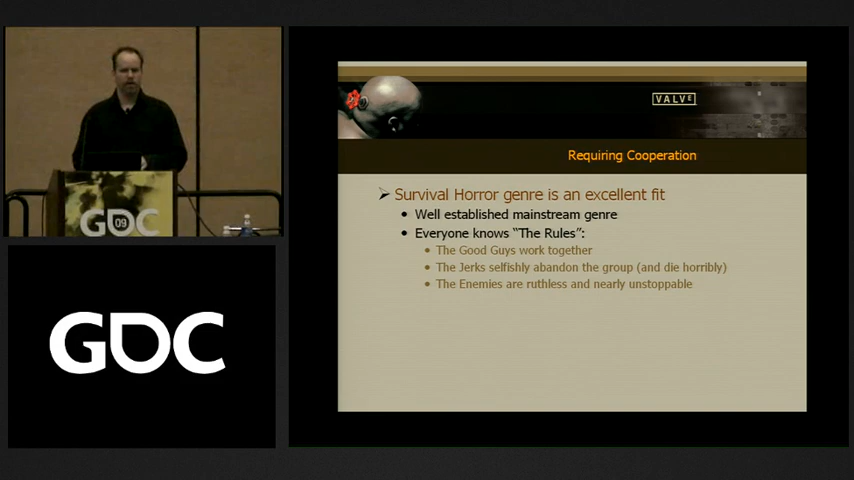 GDC
09
GDC
VALVE
Requiring Cooperation
Survival Horror genre is an excellent fit
Well established mainstream genre
Everyone knows “The Rules”:
The Good Guys work together
The Jerks selfishly abandon the group (and die horribly)
The Enemies are ruthless and nearly unstoppable